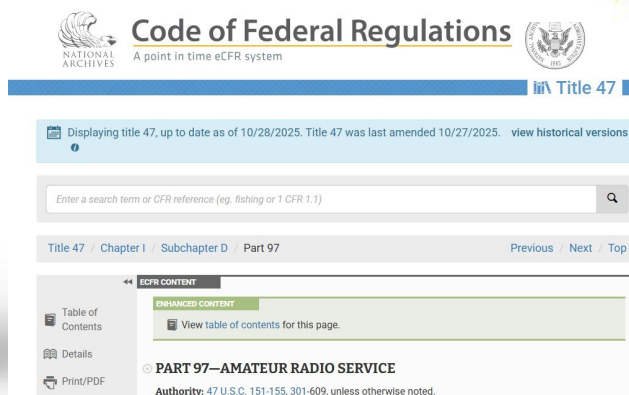 NATIONAL
ARCHIVES
Code of Federal Regulations
A point in time eCFR system
Title 47
Displaying title 47, up to date as of 10/28/2025. Title 47 was last amended 10/27/2025. view historical versions
Enter a search term or CFR reference (eg. fishing or 1 CFR 1.1)
Title 47 / Chapter I / Subchapter D / Part 97
Previous / Next / Top
ECFR CONTENT
Table of
Contents
ENHANCED CONTENT
View table of contents for this page.
Details
PART 97—AMATEUR RADIO SERVICE
Print/PDF
Authority: 47 U.S.C. 151-155, 301-609, unless otherwise noted.